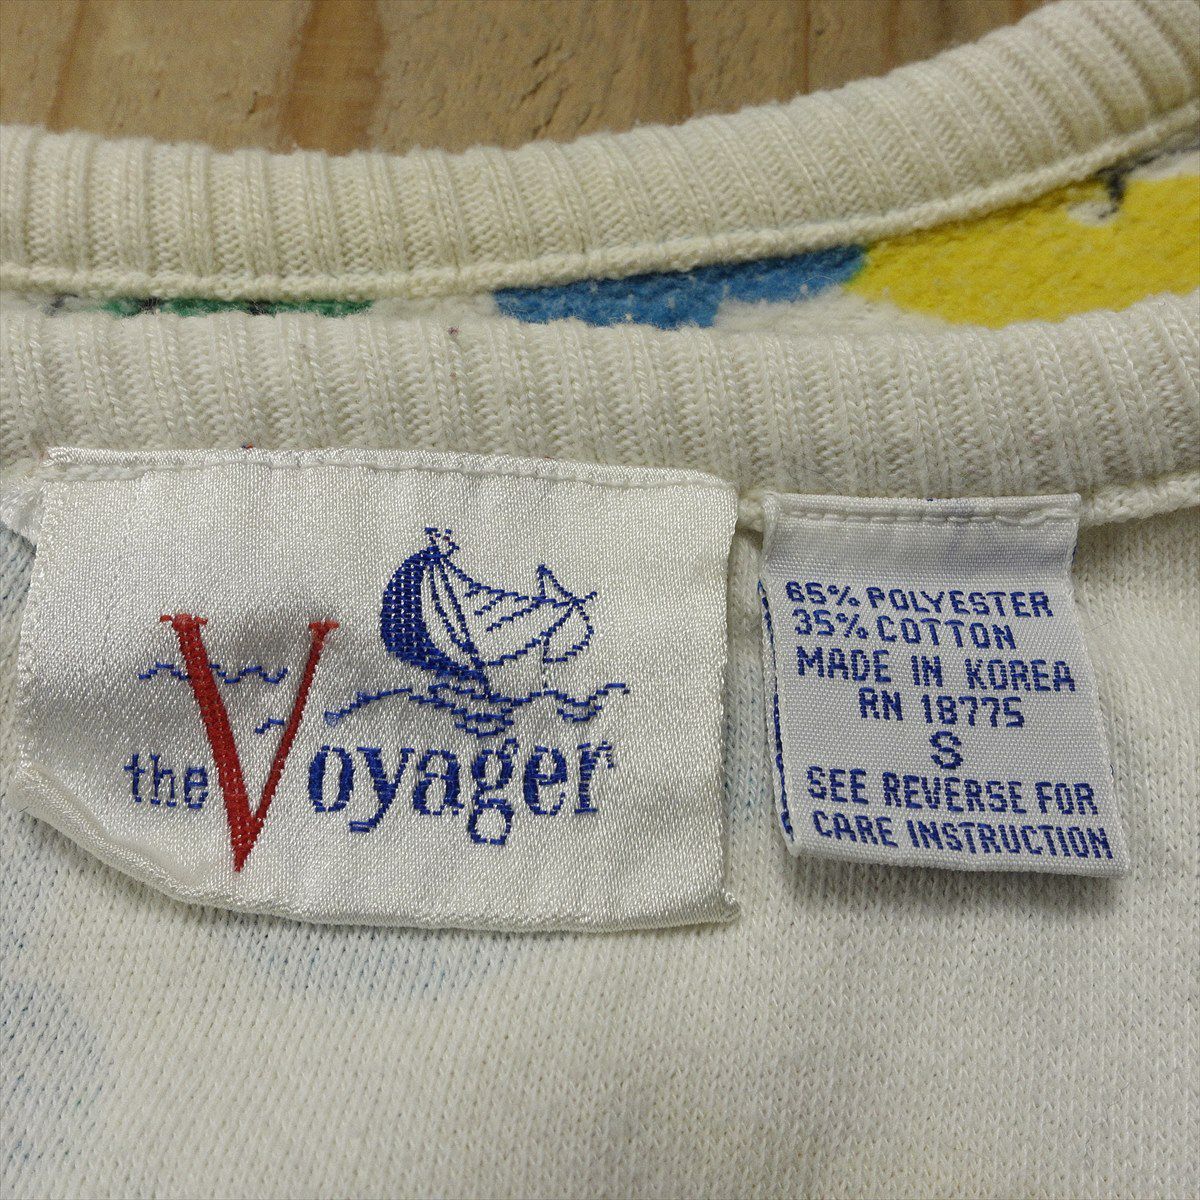 the Voyager
65% POLYESTER
35% COTTON
MADE IN KOREA
RN 18775
S
SEE REVERSE FOR
CARE INSTRUCTION